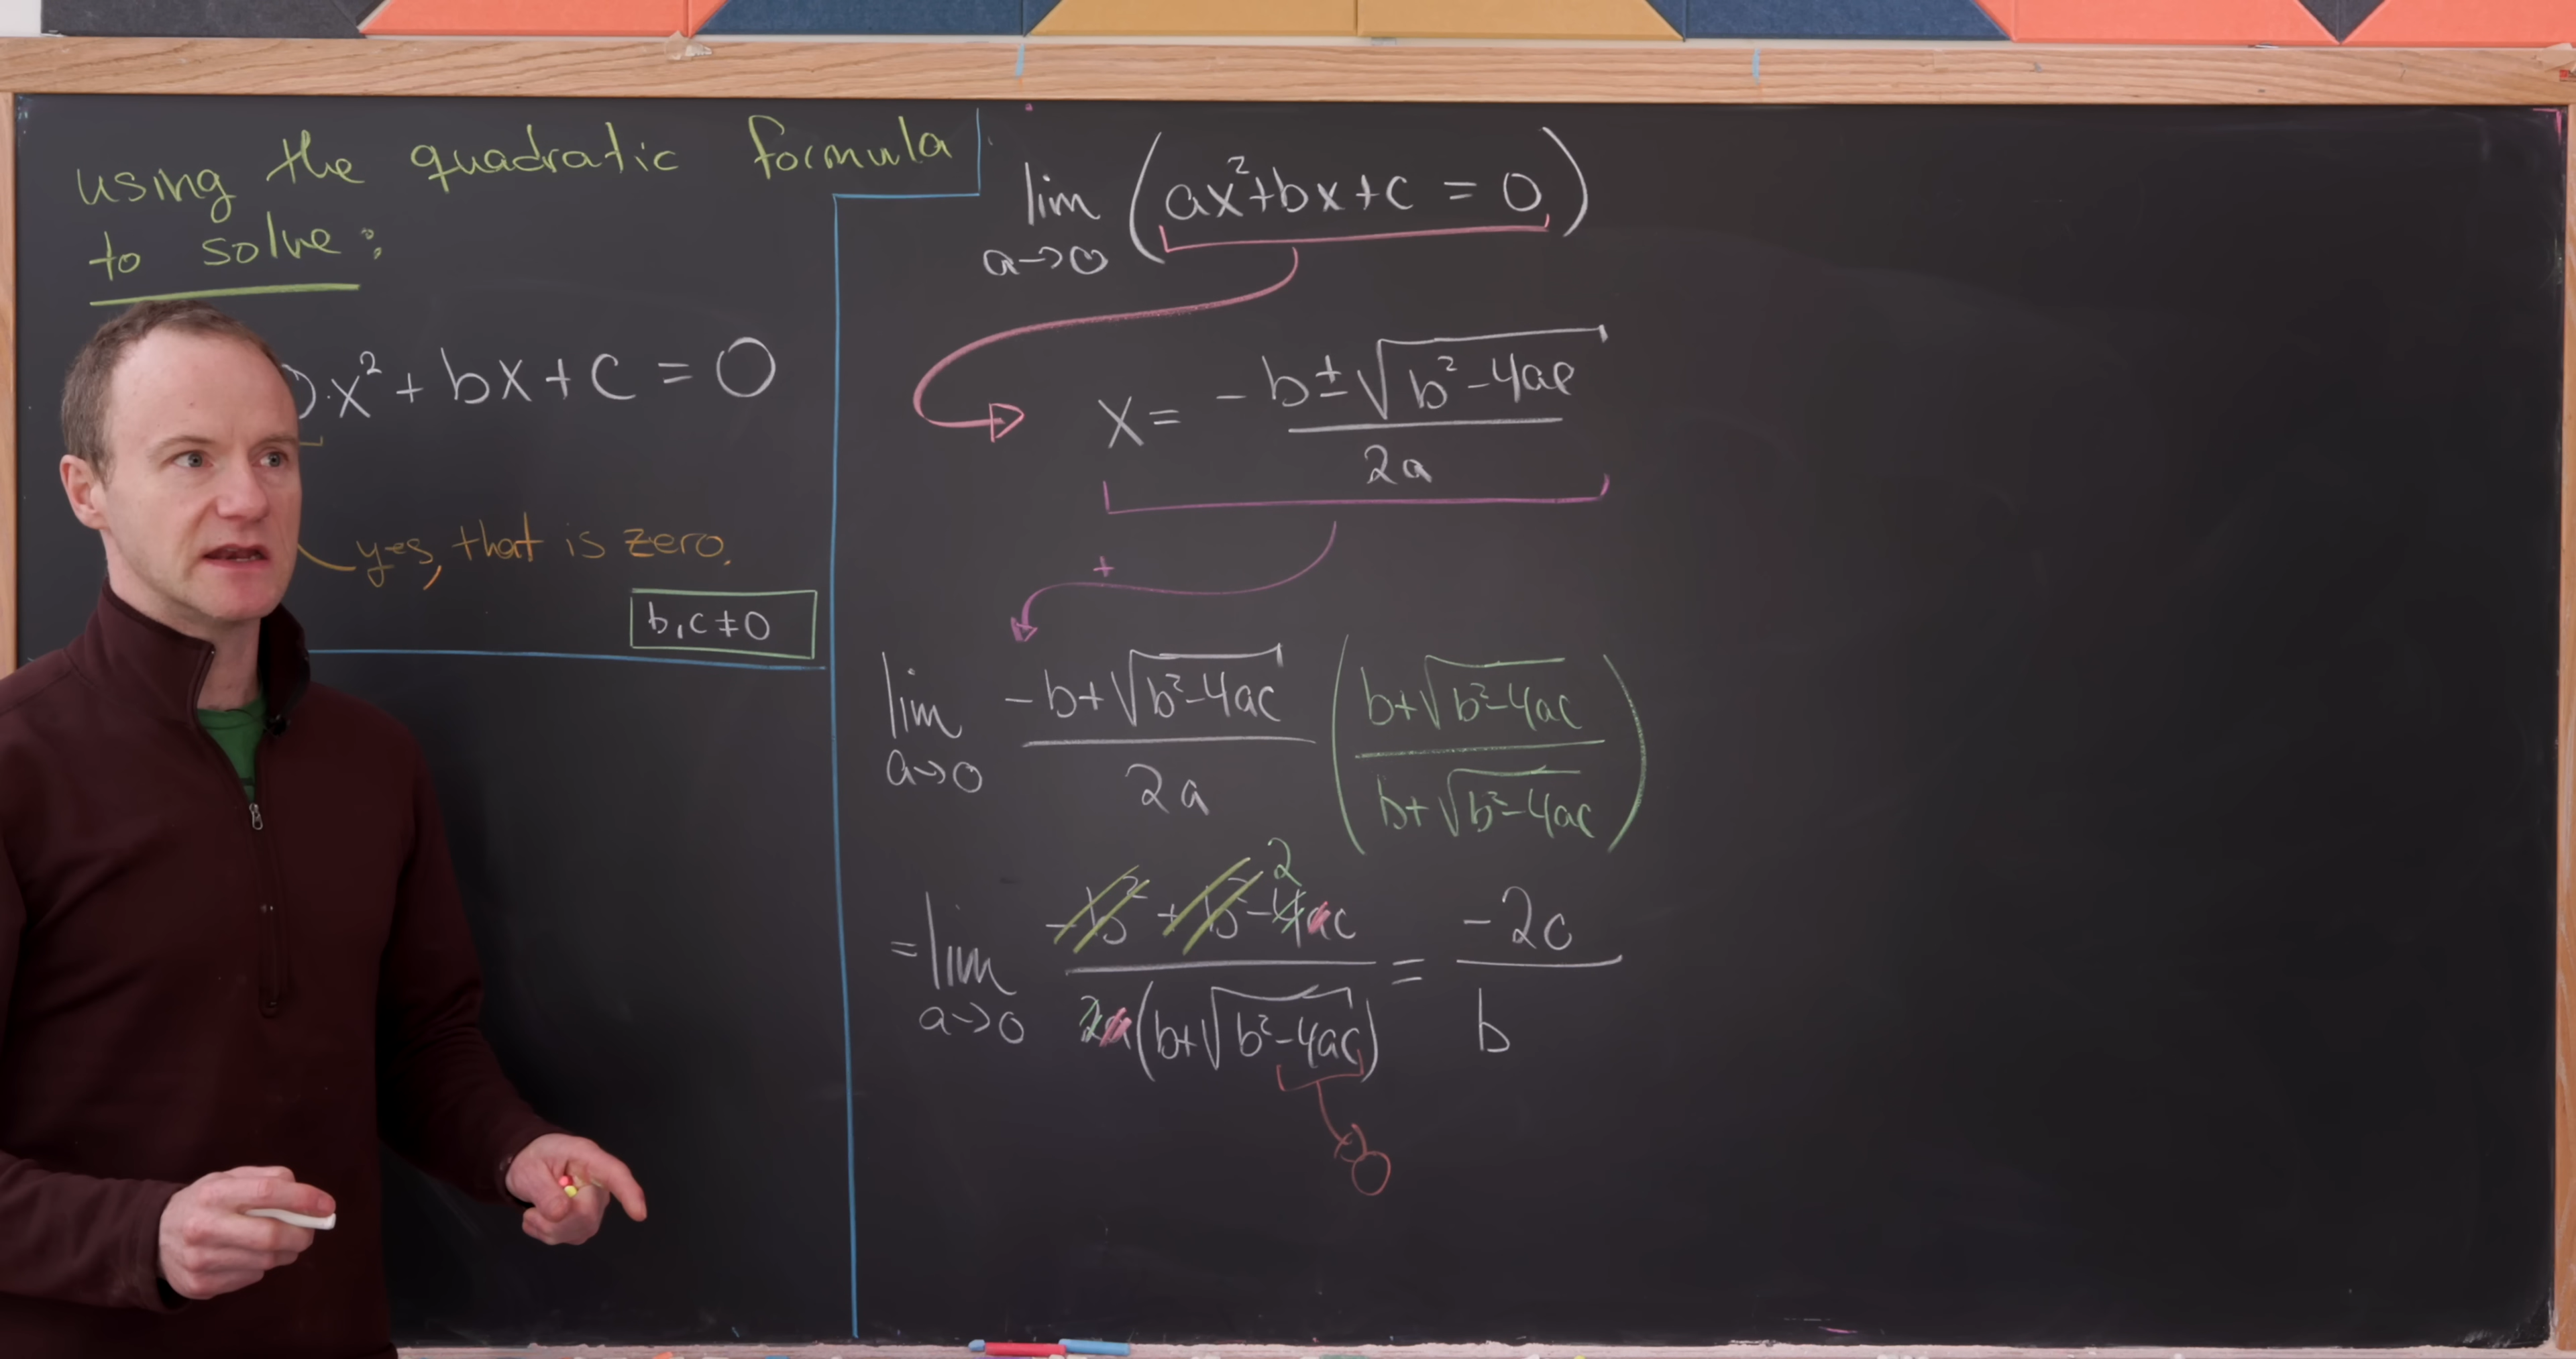 using the quadratic formula
to solve:
0·x² + bx + c = 0
yes, that is zero.
b, c ≠ 0
lim a→0 (ax²+bx+c = 0)
x = -b ± √(b²-4ac) / 2a
+
lim a→0 -b+√(b²-4ac) / 2a (b+√(b²-4ac) / b+√(b²-4ac))
2
= lim a→0 -b² + b² - 4ac / 2a(b+√(b²-4ac)) = -2c / b
0